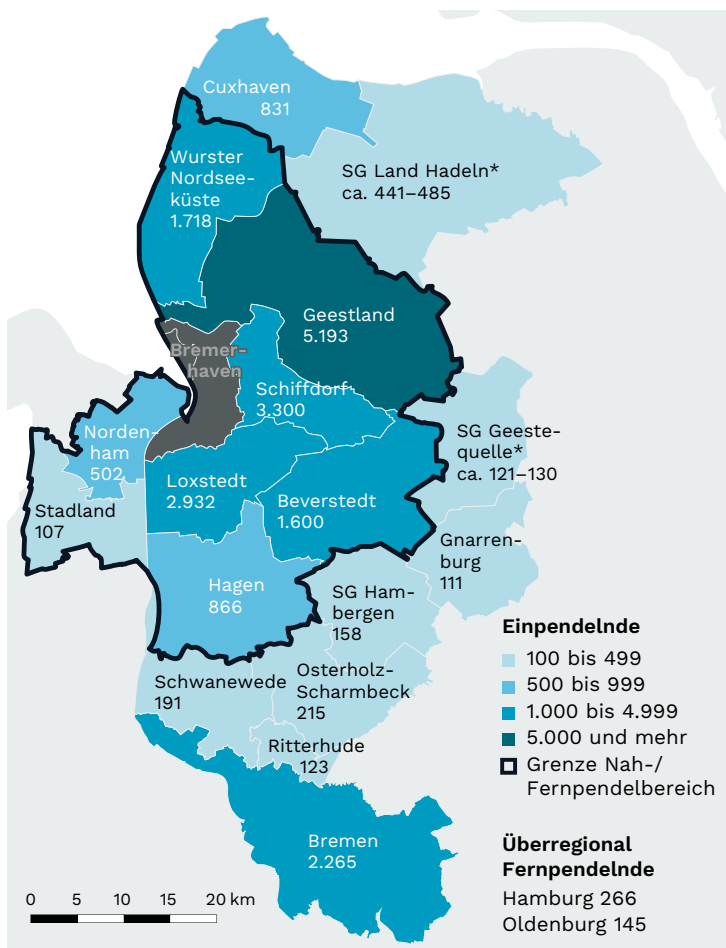 Cuxhaven
831
Wurster
Nordsee-
küste
1.718
SG Land Hadeln*
ca. 441–485
Geestland
5.193
Bremer-
haven
Schiffdorf
3.300
Norden-
ham
502
SG Geeste-
quelle*
ca. 121–130
Loxstedt
2.932
Beverstedt
1.600
Stadland
107
Gnarren-
burg
111
Hagen
866
SG Ham-
bergen
158
Schwanewede
191
Osterholz-
Scharmbeck
215
Ritterhude
123
Bremen
2.265
Einpendelnde
100 bis 499
500 bis 999
1.000 bis 4.999
5.000 und mehr
Grenze Nah-/
Fernpendelbereich
Überregional
Fernpendelnde
Hamburg 266
Oldenburg 145
0 5 10 15 20 km